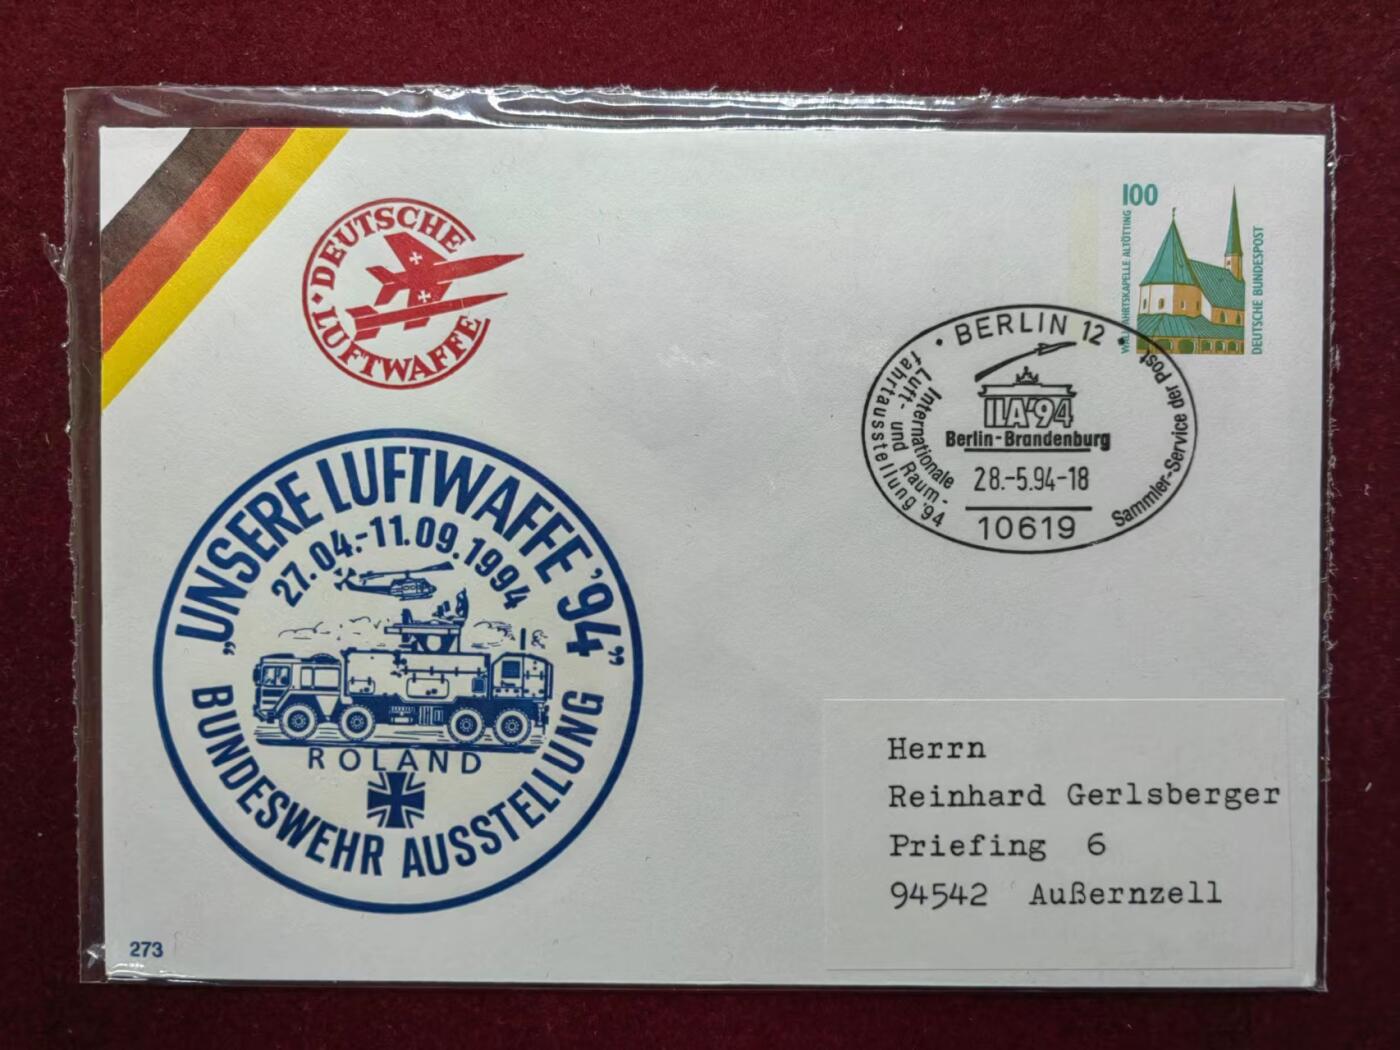 DEUTSCHE
LUFTWAFFE
100
WALLFAHRTSKAPELLE ALTÖTTING
DEUTSCHE BUNDESPOST
BERLIN 12
Internationale
Luft- und Raum-
fahrtausstellung '94
ILA'94
Berlin-Brandenburg
28.-5.94-18
10619
Sammler-Service der Post
„UNSERE LUFTWAFFE '94”
27.04.-11.09.1994
ROLAND
BUNDESWEHR AUSSTELLUNG
Herrn
Reinhard Gerlsberger
Priefing 6
94542 Außernzell
273